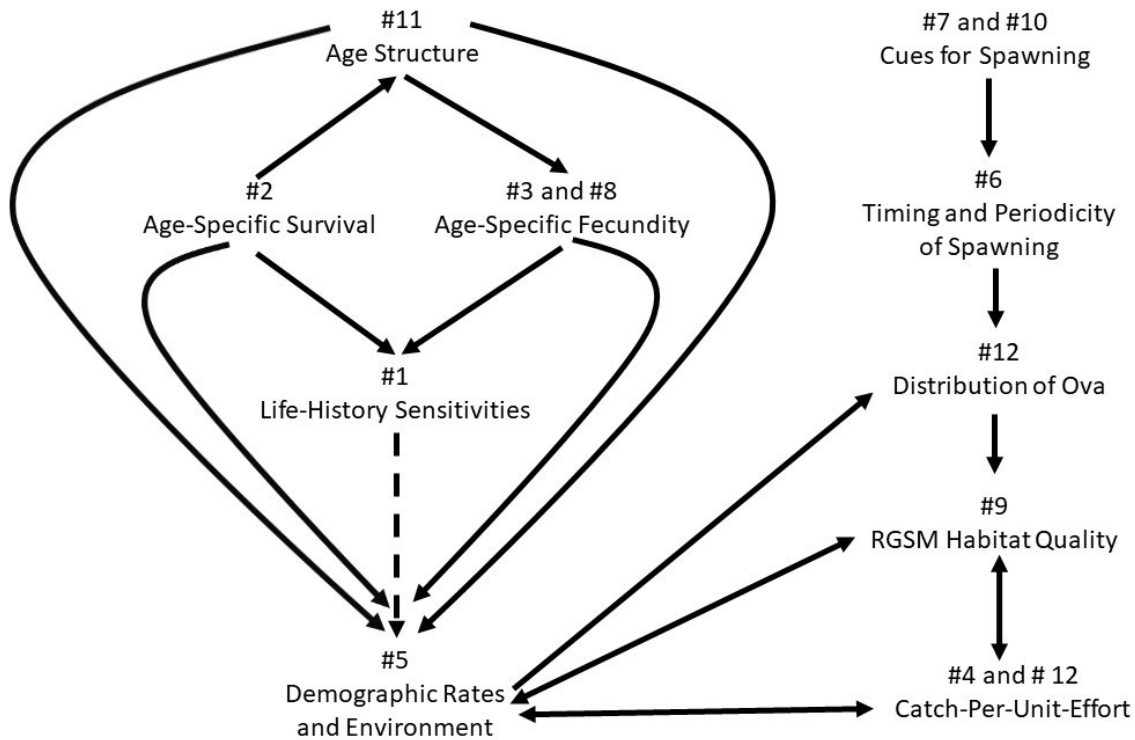 #11
Age Structure
#7 and #10
Cues for Spawning
#2
Age-Specific Survival
#3 and #8
Age-Specific Fecundity
#6
Timing and Periodicity
of Spawning
#1
Life-History Sensitivities
#12
Distribution of Ova
#9
RGSM Habitat Quality
#5
Demographic Rates
and Environment
#4 and # 12
Catch-Per-Unit-Effort